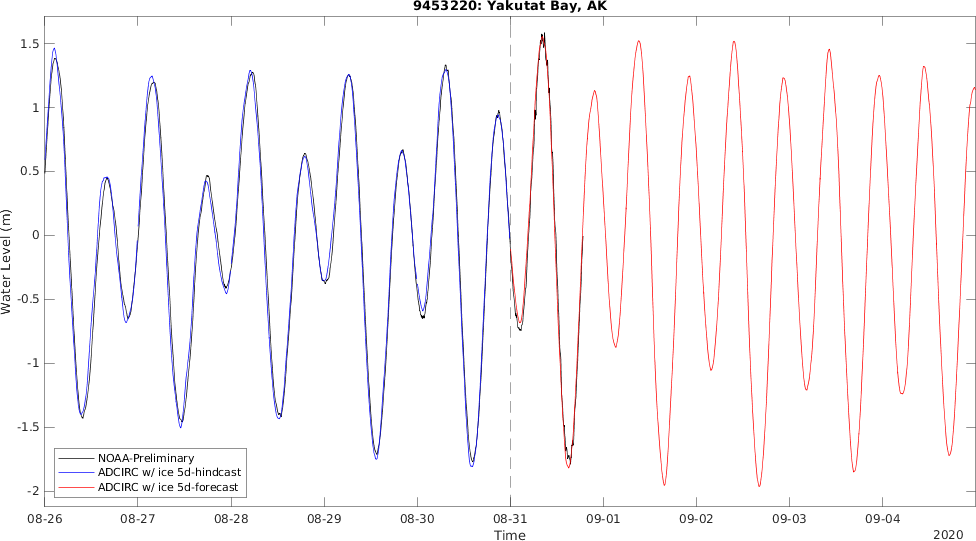 9453220: Yakutat Bay, AK
1.5
1
0.5
0
-0.5
-1
-1.5
-2
Water Level (m)
NOAA-Preliminary
ADCIRC w/ ice 5d-hindcast
ADCIRC w/ ice 5d-forecast
08-26 08-27 08-28 08-29 08-30 08-31 09-01 09-02 09-03 09-04
Time
2020